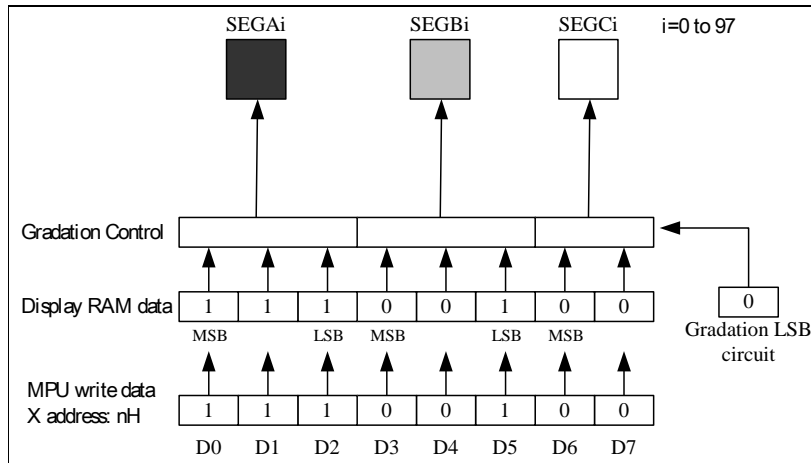 SEGAi SEGBi SEGCi i=0 to 97
Gradation Control
Display RAM data 1 1 1 0 0 1 0 0 0
MSB LSB MSB LSB MSB Gradation LSB
circuit
MPU write data
X address: nH 1 1 1 0 0 1 0 0
D0 D1 D2 D3 D4 D5 D6 D7